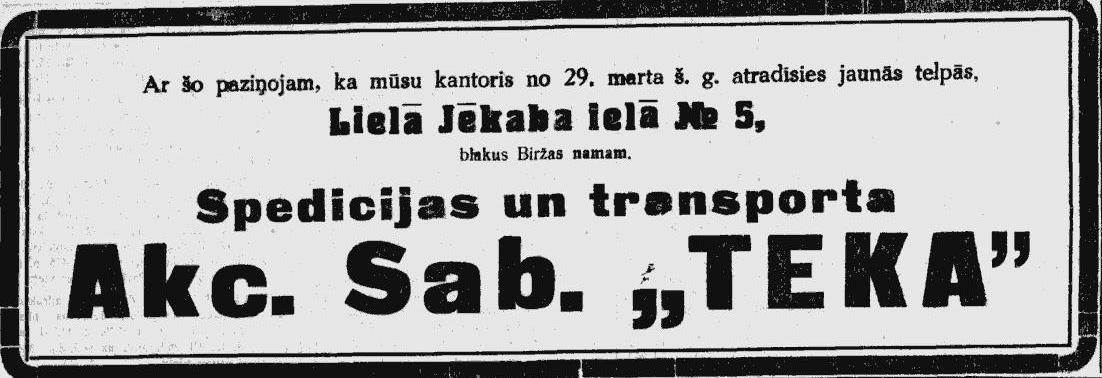 Ar šo paziņojam, ka mūsu kantoris no 29. marta š. g. atradīsies jaunās telpās,
Lielā Jēkaba ielā № 5,
blakus Biržas namam.
Spedicijas un transporta
Akc. Sab. „TEKA”